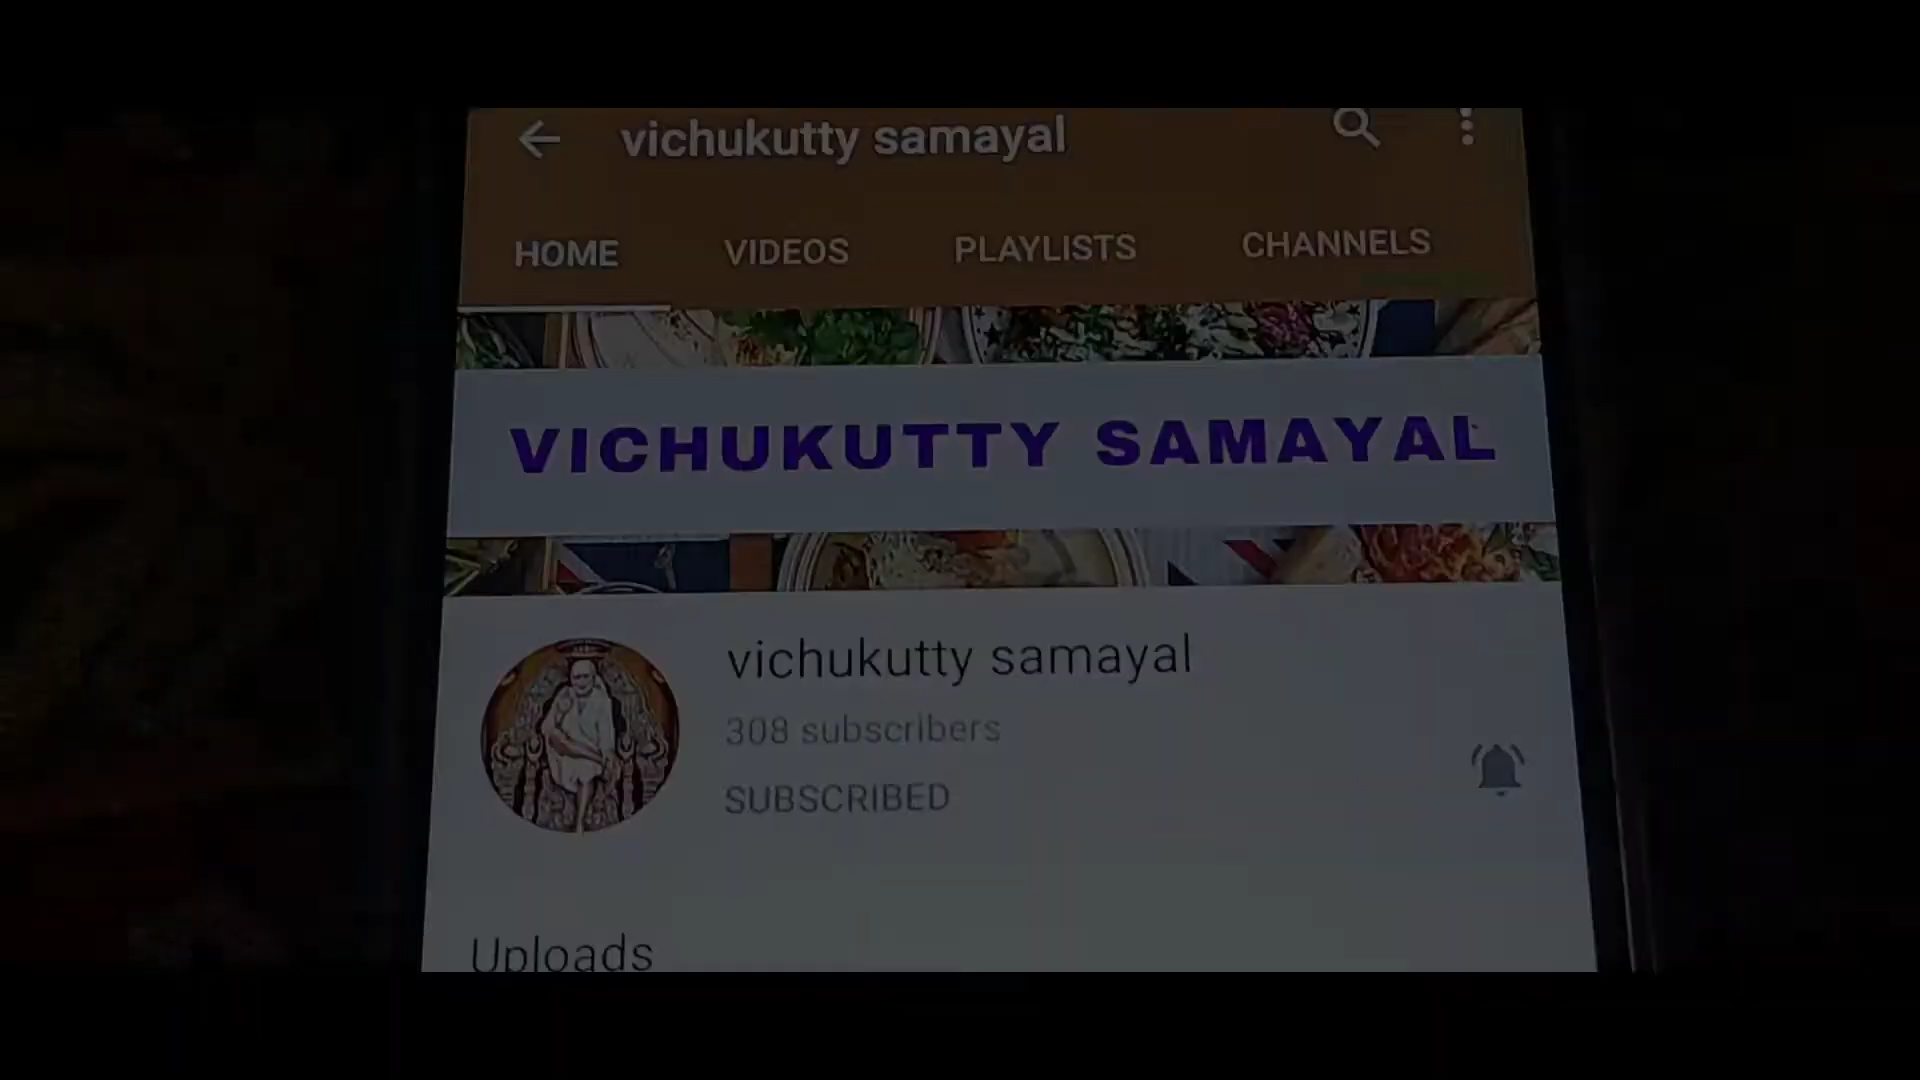 vichukutty samayal
HOME VIDEOS PLAYLISTS CHANNELS
VICHUKUTTY SAMAYAL
vichukutty samayal
308 subscribers
SUBSCRIBED
Uploads